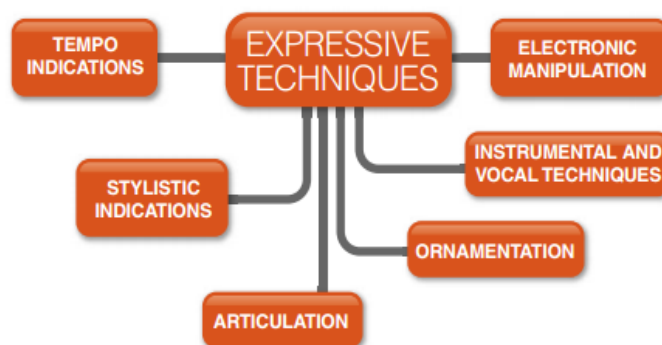 EXPRESSIVE
TECHNIQUES
TEMPO
INDICATIONS
ELECTRONIC
MANIPULATION
INSTRUMENTAL AND
VOCAL TECHNIQUES
STYLISTIC
INDICATIONS
ORNAMENTATION
ARTICULATION